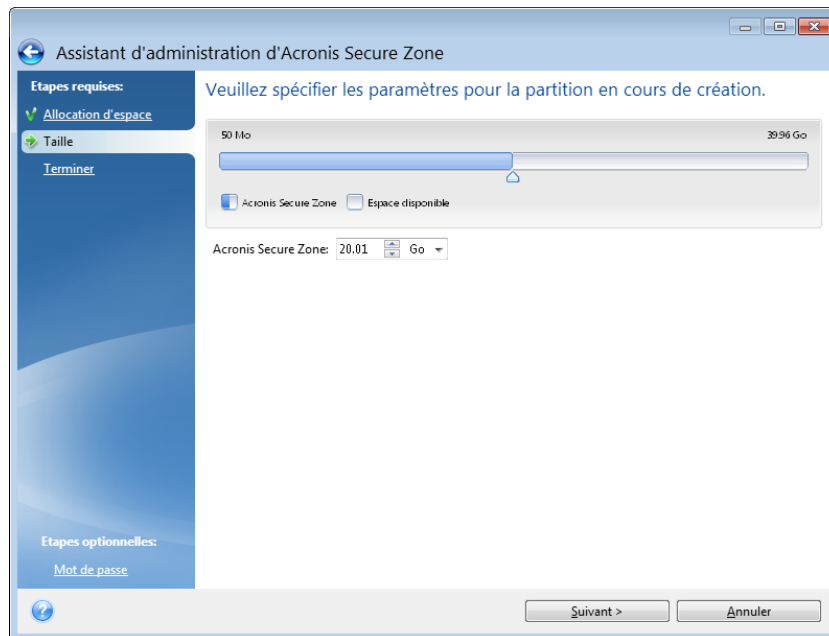 Assistant d'administration d'Acronis Secure Zone
Etapes requises:
Allocation d'espace
Taille
Terminer
Veuillez spécifier les paramètres pour la partition en cours de création.
50 Mo 39.96 Go
Acronis Secure Zone Espace disponible
Acronis Secure Zone: 20.01 Go
Etapes optionnelles:
Mot de passe
?
Suivant > Annuler